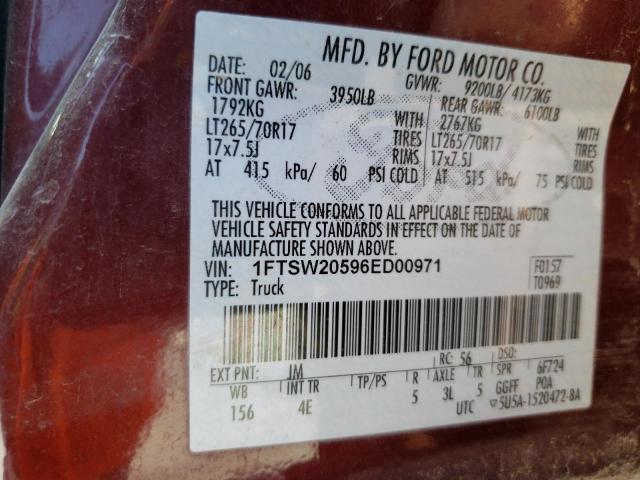 MFD. BY FORD MOTOR CO.
DATE: 02/06 GVWR: 9200LB/ 4173KG
FRONT GAWR: 3950LB REAR GAWR: 6100LB
1792KG WITH 2767KG WITH
LT265/70R17 TIRES LT265/70R17 TIRES
17x7.5J RIMS 17x7.5J RIMS
AT 415 kPa/ 60 PSI COLD AT 515 kPa/ 75 PSI COLD
THIS VEHICLE CONFORMS TO ALL APPLICABLE FEDERAL MOTOR
VEHICLE SAFETY STANDARDS IN EFFECT ON THE DATE OF
MANUFACTURE SHOWN ABOVE.
VIN: 1FTSW20596ED00971 F0157
TYPE: Truck T0969
EXT PNT: JM RC: 56 DSO:
WB INT TR TP/PS R AXLE TR SPR 6F724
156 4E 5 3L 5 GGFF POA
UTC 5U5A-1520472-BA